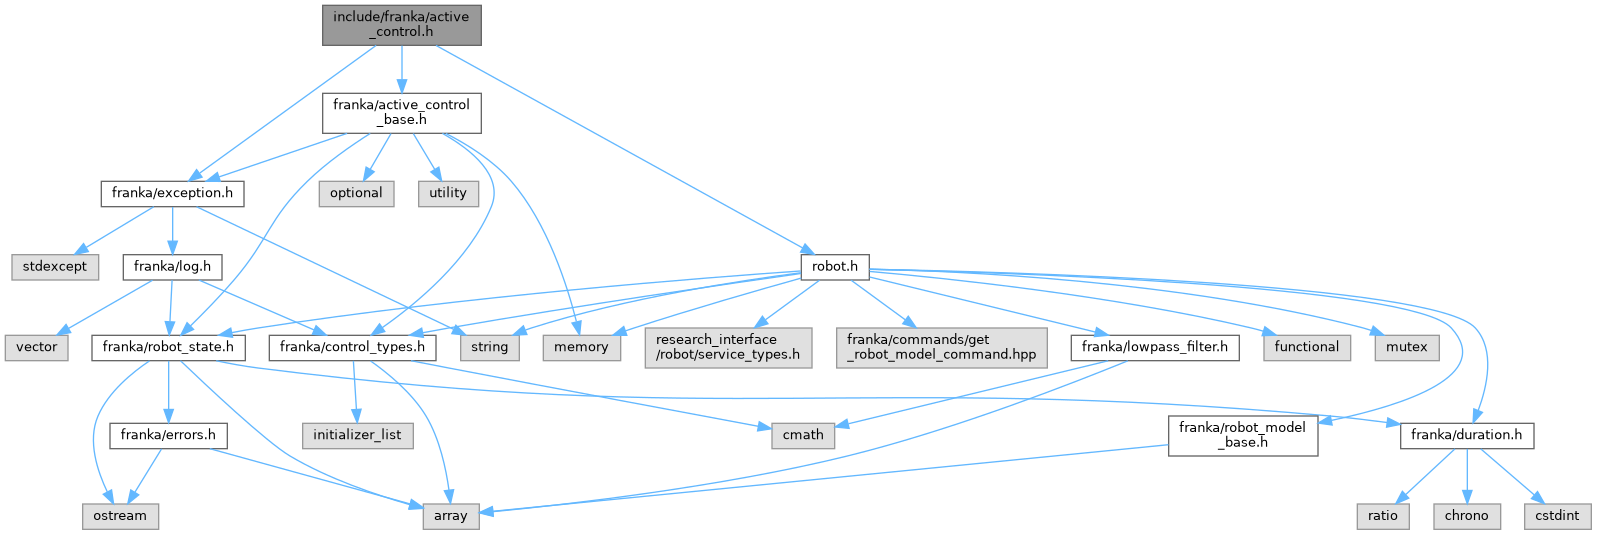 include/franka/active
_control.h
franka/active_control
_base.h
franka/exception.h
optional
utility
stdexcept
franka/log.h
robot.h
vector
franka/robot_state.h
franka/control_types.h
string
memory
research_interface
/robot/service_types.h
franka/commands/get
_robot_model_command.hpp
franka/lowpass_filter.h
functional
mutex
franka/errors.h
initializer_list
cmath
franka/robot_model
_base.h
franka/duration.h
ostream
array
ratio
chrono
cstdint